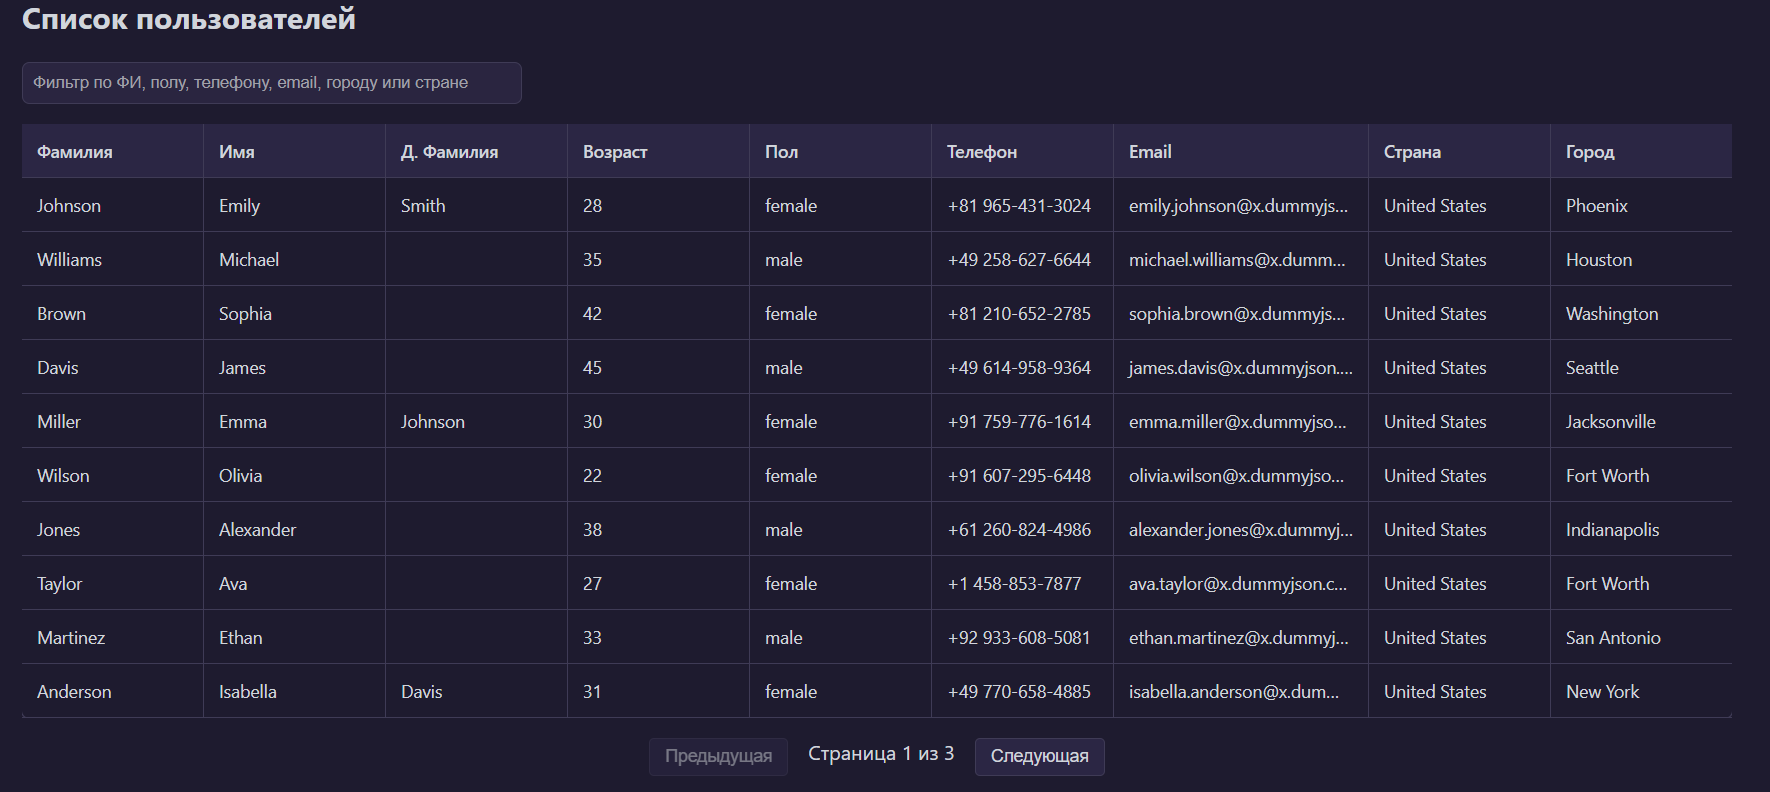 Список пользователей
Фильтр по ФИ, полу, телефону, email, городу или стране
Фамилия Имя Д. Фамилия Возраст Пол Телефон Email Страна Город
Johnson Emily Smith 28 female +81 965-431-3024 emily.johnson@x.dummyjs... United States Phoenix
Williams Michael 35 male +49 258-627-6644 michael.williams@x.dumm... United States Houston
Brown Sophia 42 female +81 210-652-2785 sophia.brown@x.dummyjs... United States Washington
Davis James 45 male +49 614-958-9364 james.davis@x.dummyjson.... United States Seattle
Miller Emma Johnson 30 female +91 759-776-1614 emma.miller@x.dummyjso... United States Jacksonville
Wilson Olivia 22 female +91 607-295-6448 olivia.wilson@x.dummyjso... United States Fort Worth
Jones Alexander 38 male +61 260-824-4986 alexander.jones@x.dummyj... United States Indianapolis
Taylor Ava 27 female +1 458-853-7877 ava.taylor@x.dummyjson.c... United States Fort Worth
Martinez Ethan 33 male +92 933-608-5081 ethan.martinez@x.dummyj... United States San Antonio
Anderson Isabella Davis 31 female +49 770-658-4885 isabella.anderson@x.dum... United States New York
Предыдущая Страница 1 из 3 Следующая